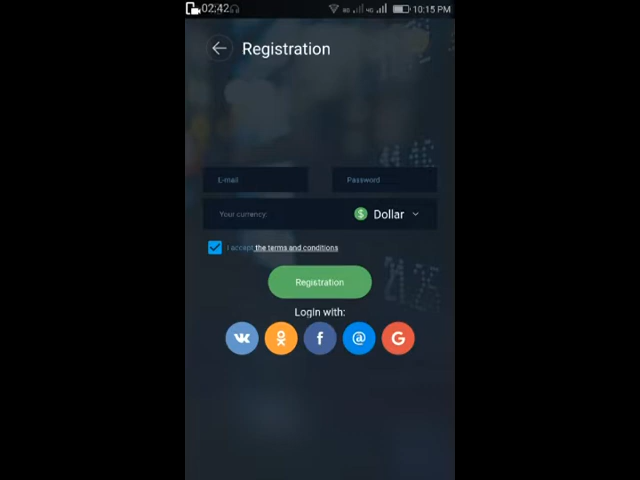 02:42 10:15 PM
Registration
E-mail Password
Your currency: $ Dollar
I accept the terms and conditions
Registration
Login with:
f @ G